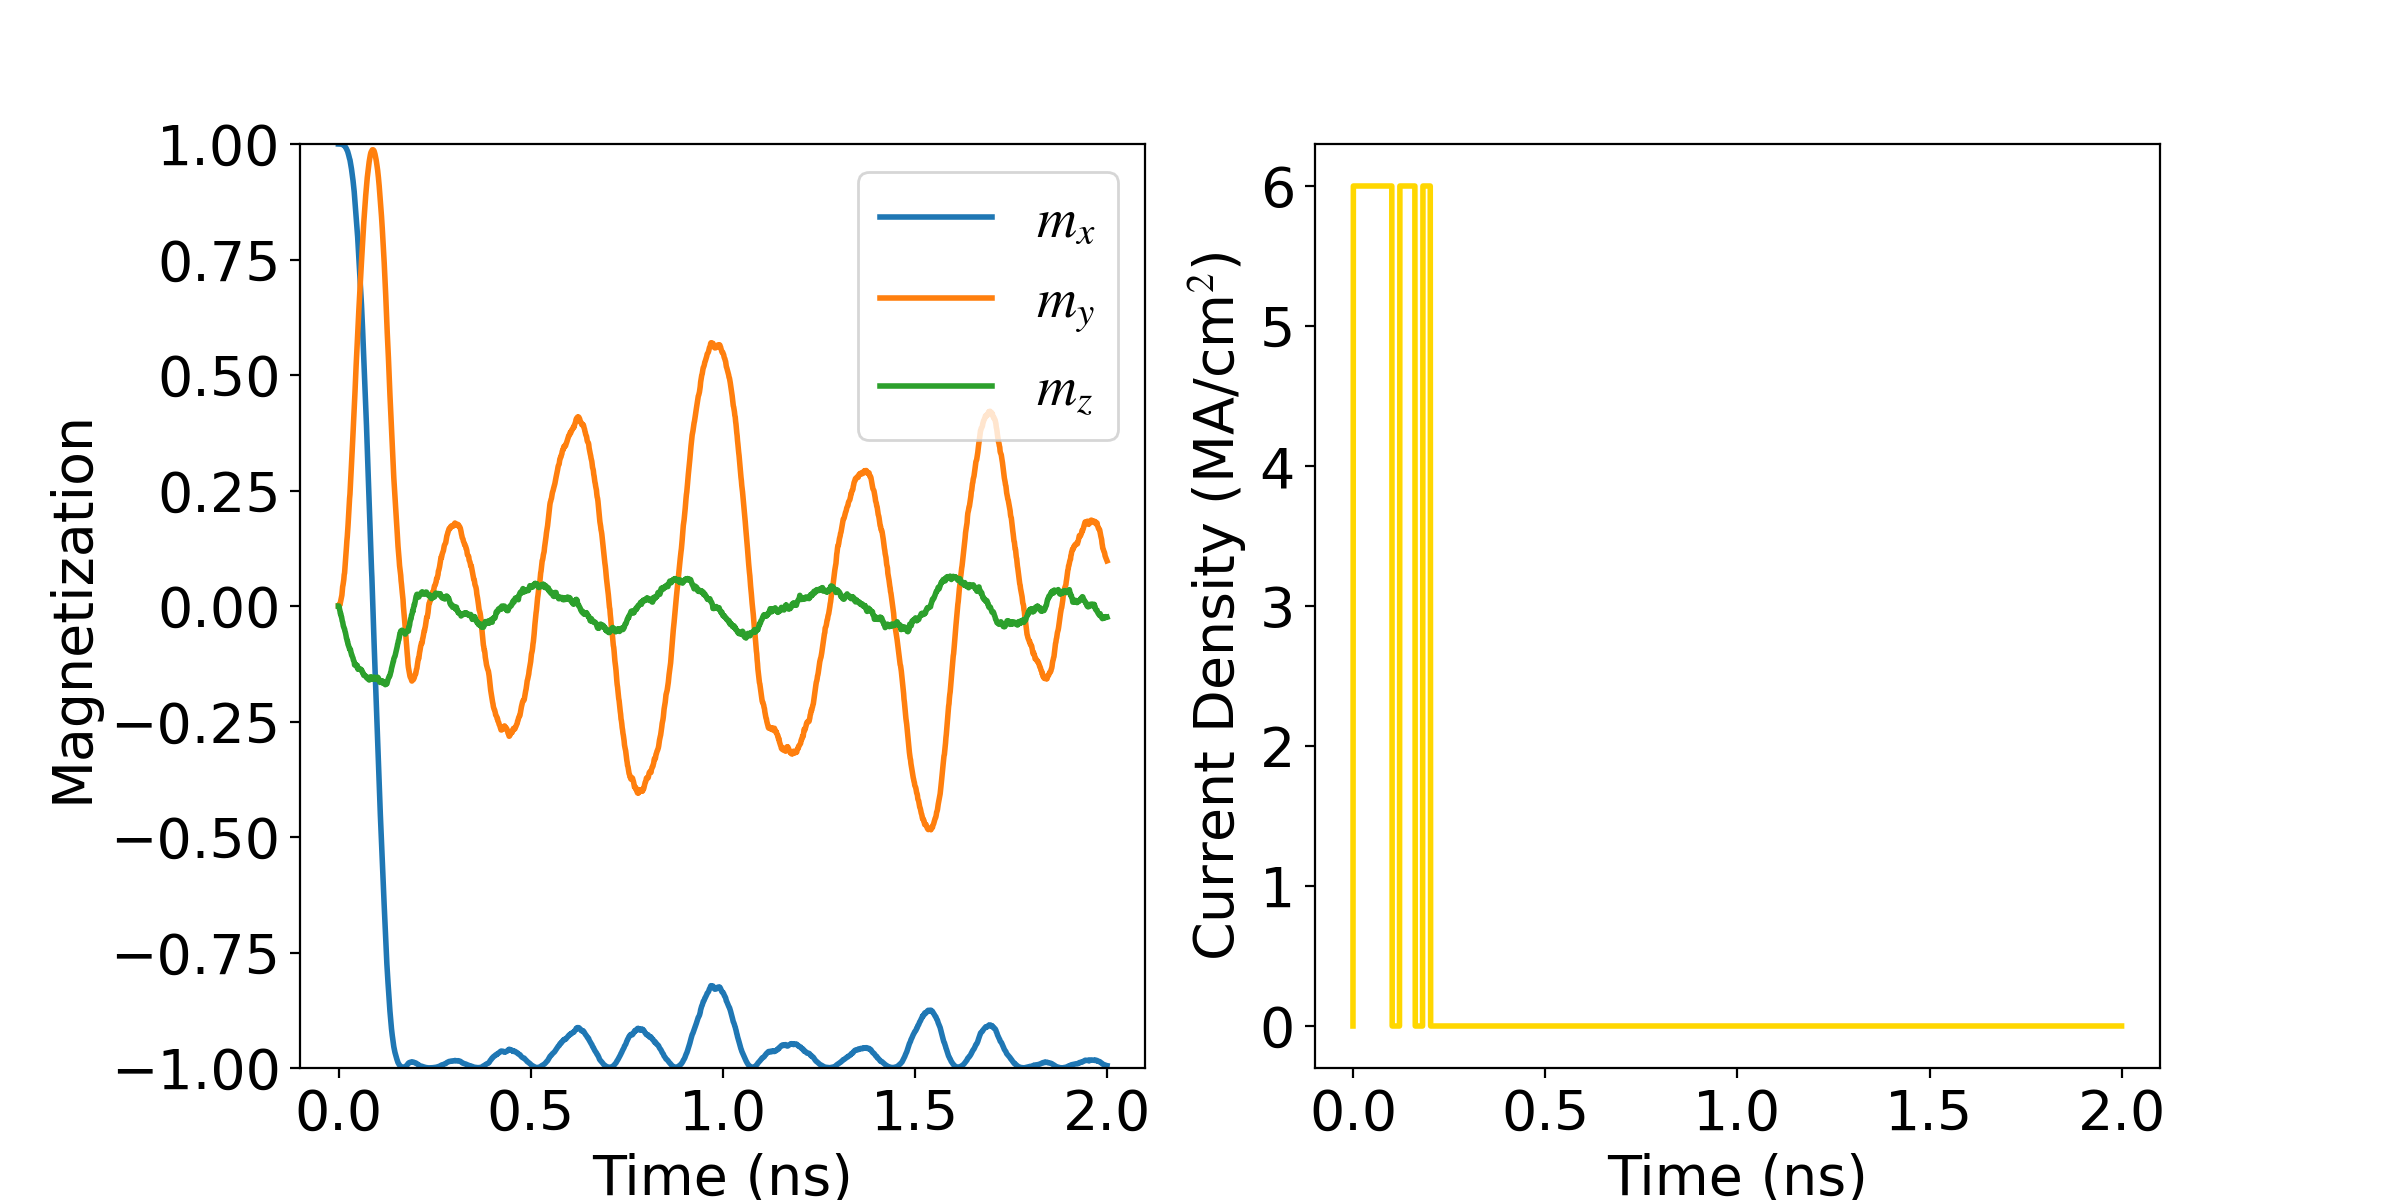 Magnetization
1.00
0.75
0.50
0.25
0.00
−0.25
−0.50
−0.75
−1.00
0.0 0.5 1.0 1.5 2.0
Time (ns)
m_x
m_y
m_z
Current Density (MA/cm²)
6
5
4
3
2
1
0
0.0 0.5 1.0 1.5 2.0
Time (ns)